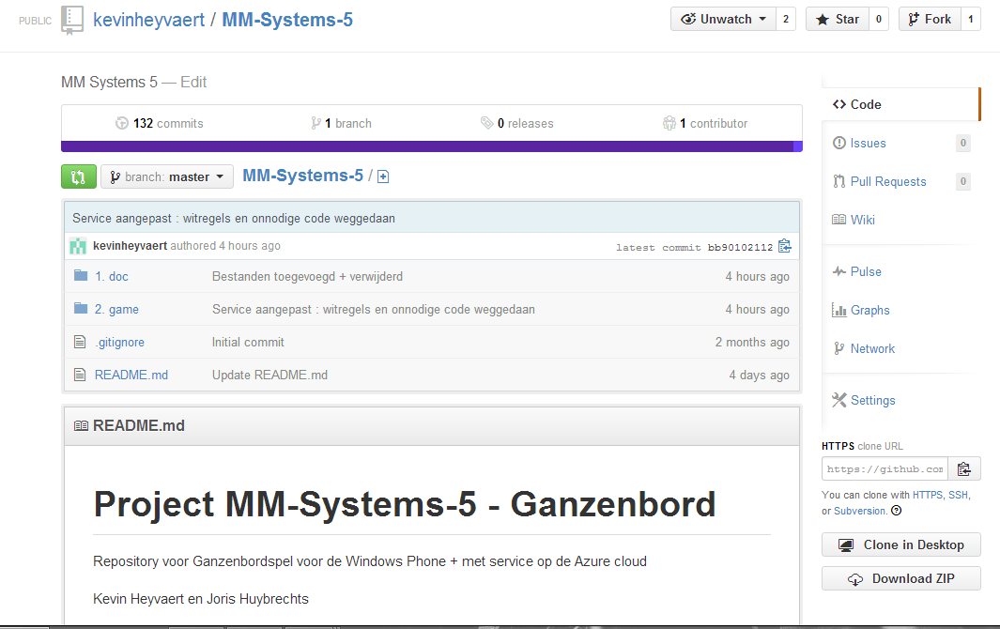 PUBLIC kevinheyvaert / MM-Systems-5 Unwatch 2 Star 0 Fork 1
MM Systems 5 — Edit
132 commits 1 branch 0 releases 1 contributor
branch: master MM-Systems-5 /
Service aangepast : witregels en onnodige code weggedaan
kevinheyvaert authored 4 hours ago latest commit bb90102112
1. doc Bestanden toegevoegd + verwijderd 4 hours ago
2. game Service aangepast : witregels en onnodige code weggedaan 4 hours ago
.gitignore Initial commit 2 months ago
README.md Update README.md 4 days ago
README.md
Project MM-Systems-5 - Ganzenbord
Repository voor Ganzenbordspel voor de Windows Phone + met service op de Azure cloud
Kevin Heyvaert en Joris Huybrechts
Code
Issues 0
Pull Requests 0
Wiki
Pulse
Graphs
Network
Settings
HTTPS clone URL
https://github.com
You can clone with HTTPS, SSH,
or Subversion.
Clone in Desktop
Download ZIP